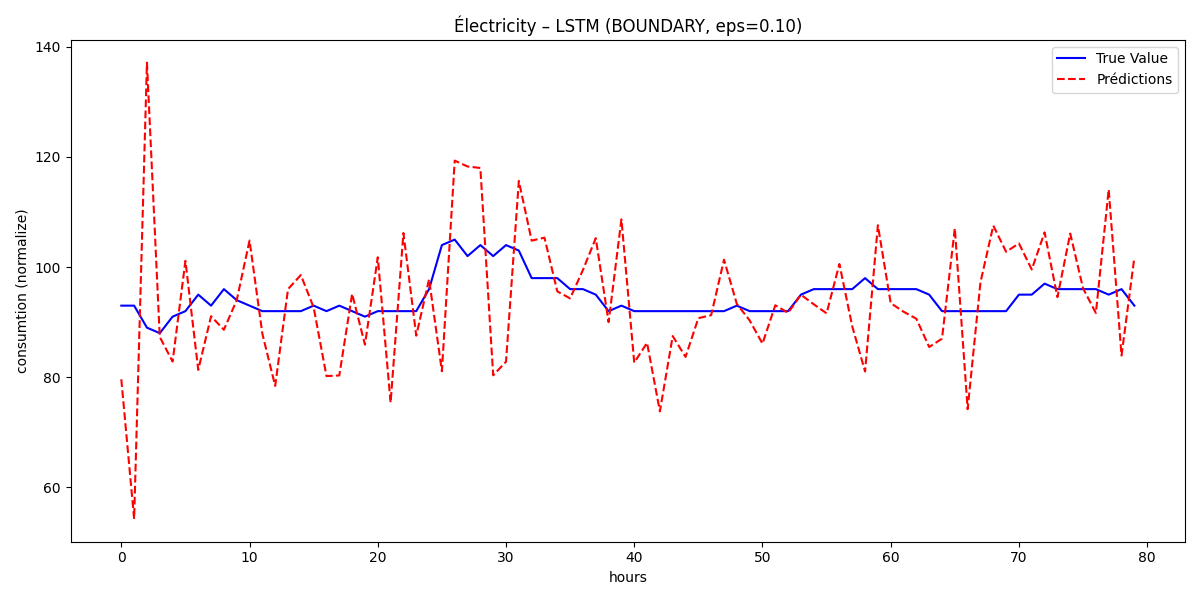 Électricity – LSTM (BOUNDARY, eps=0.10)
True Value
Prédictions
consumtion (normalize)
140
120
100
80
60
0 10 20 30 40 50 60 70 80
hours